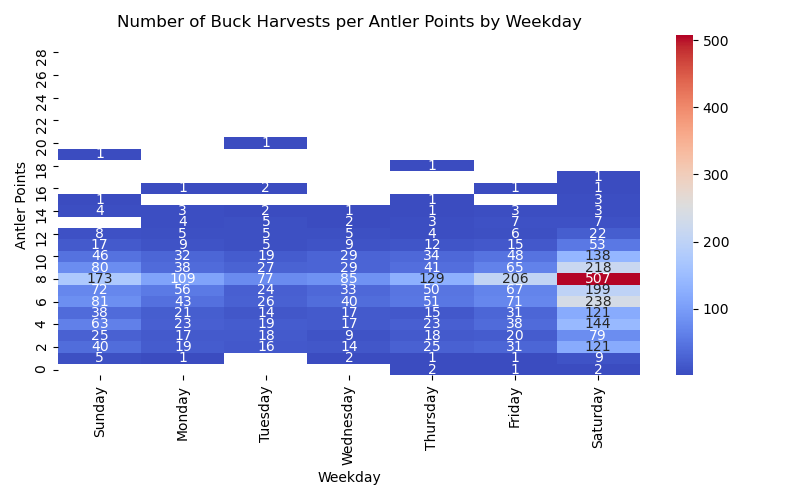 Number of Buck Harvests per Antler Points by Weekday
Antler Points
28
26
24
22
20 1
1
18 1
1
16 1 2 1 1
1 1 3
14 4 3 2 1 1 3 3
4 5 2 3 7 7
12 8 5 5 5 4 6 22
17 9 5 9 12 15 53
10 46 32 19 29 34 48 138
80 38 27 29 41 65 218
8 173 109 77 85 129 206 507
72 56 24 33 50 67 199
6 81 43 26 40 51 71 238
38 21 14 17 15 31 121
4 63 23 19 17 23 38 144
25 17 18 9 18 20 79
2 40 19 16 14 25 31 121
5 1 2 1 1 9
0 2 1 2
Sunday Monday Tuesday Wednesday Thursday Friday Saturday
Weekday
500
400
300
200
100